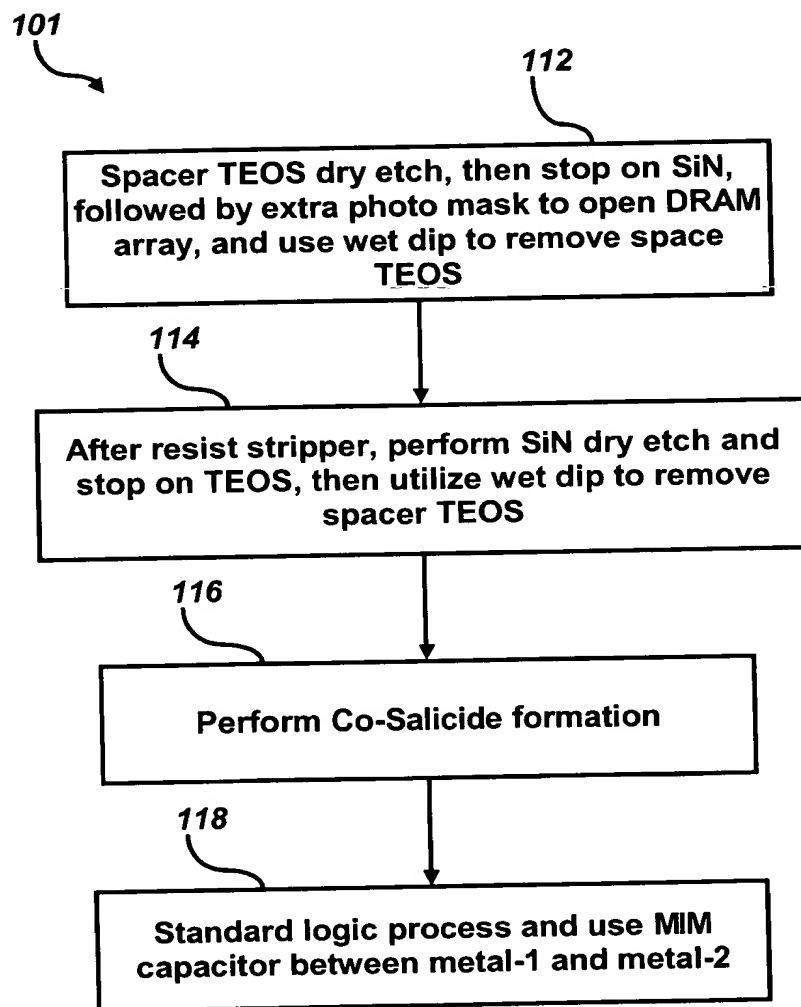 101
112
Spacer TEOS dry etch, then stop on SiN,
followed by extra photo mask to open DRAM
array, and use wet dip to remove space
TEOS
114
After resist stripper, perform SiN dry etch and
stop on TEOS, then utilize wet dip to remove
spacer TEOS
116
Perform Co-Salicide formation
118
Standard logic process and use MIM
capacitor between metal-1 and metal-2